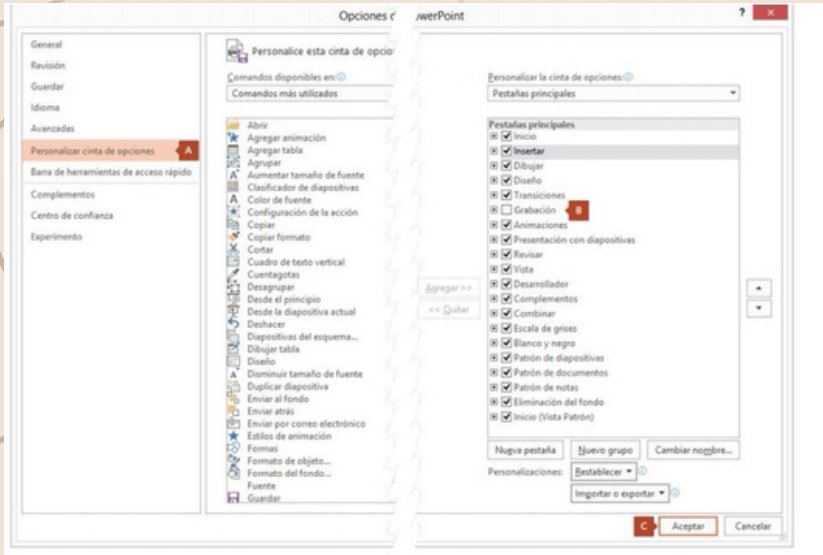 Opciones de PowerPoint
?
General
Revisión
Guardar
Idioma
Avanzadas
Personalizar cinta de opciones A
Barra de herramientas de acceso rápido
Complementos
Centro de confianza
Experimento
Personalice esta cinta de opcio
Comandos disponibles en:
Comandos más utilizados
Abrir
Agregar animación
Agregar tabla
Agrupar
Aumentar tamaño de fuente
Clasificador de diapositivas
Color de fuente
Configuración de la acción
Copiar
Copiar formato
Cortar
Cuadro de texto vertical
Cuentagotas
Desagrupar
Desde el principio
Desde la diapositiva actual
Deshacer
Diapositivas del esquema...
Dibujar tabla
Diseño
Disminuir tamaño de fuente
Duplicar diapositiva
Enviar al fondo
Enviar atrás
Enviar por correo electrónico
Estilos de animación
Formas
Formato de objeto...
Formato del fondo...
Fuente
Guardar
Agregar >>
<< Quitar
Personalizar la cinta de opciones:
Pestañas principales
Pestañas principales
Inicio
Insertar
Dibujar
Diseño
Transiciones
Grabación B
Animaciones
Presentación con diapositivas
Revisar
Vista
Desarrollador
Complementos
Combinar
Escala de grises
Blanco y negro
Patrón de diapositivas
Patrón de documentos
Patrón de notas
Eliminación del fondo
Inicio (Vista Patrón)
Nueva pestaña Nuevo grupo Cambiar nombre...
Personalizaciones: Restablecer
Importar o exportar
C Aceptar Cancelar